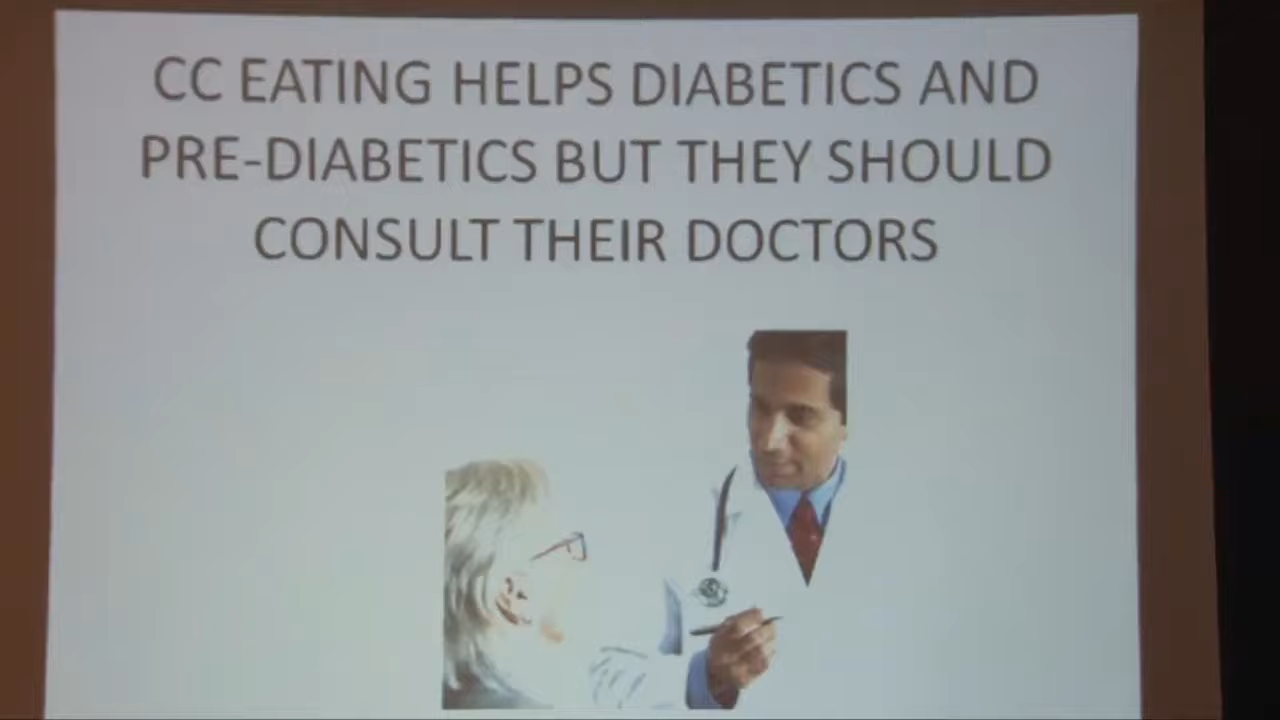 CC EATING HELPS DIABETICS AND
PRE-DIABETICS BUT THEY SHOULD
CONSULT THEIR DOCTORS